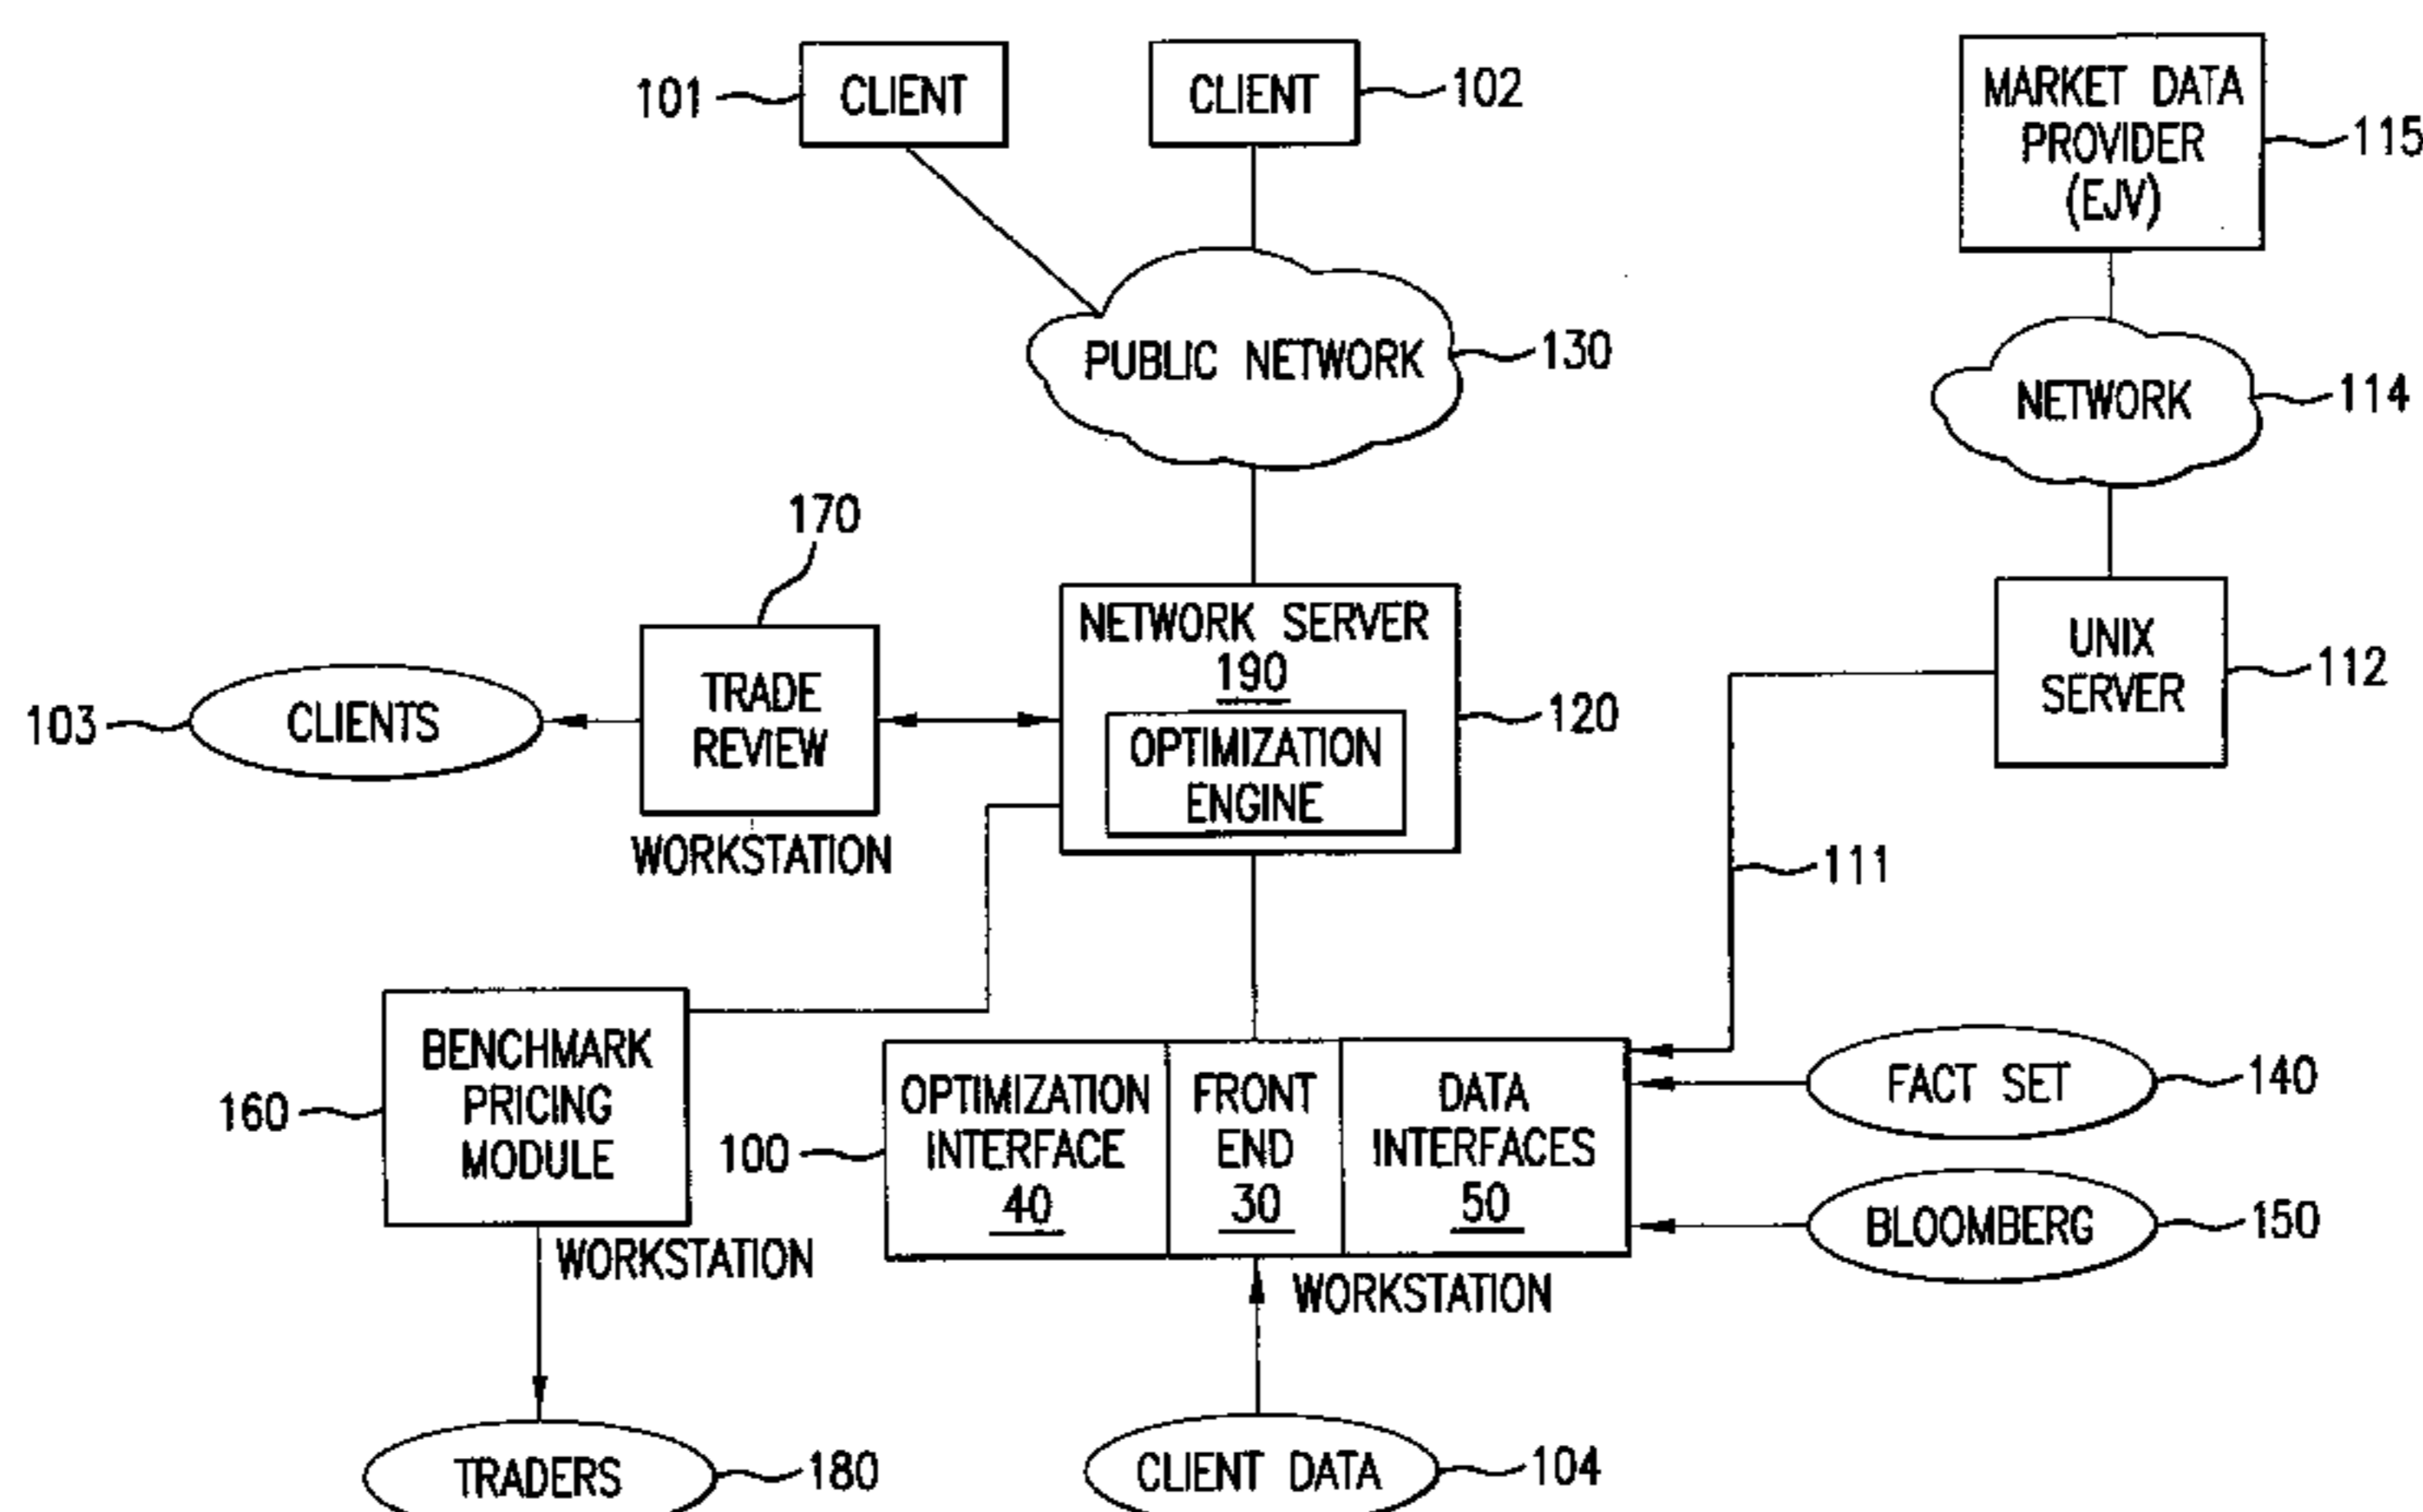 101
CLIENT
CLIENT
102
MARKET DATA
PROVIDER
(EJV)
115
PUBLIC NETWORK
130
NETWORK
114
170
NETWORK SERVER
190
OPTIMIZATION
ENGINE
120
UNIX
SERVER
112
103
CLIENTS
TRADE
REVIEW
WORKSTATION
111
160
BENCHMARK
PRICING
MODULE
WORKSTATION
100
OPTIMIZATION
INTERFACE
40
FRONT
END
30
DATA
INTERFACES
50
WORKSTATION
FACT SET
140
BLOOMBERG
150
TRADERS
180
CLIENT DATA
104